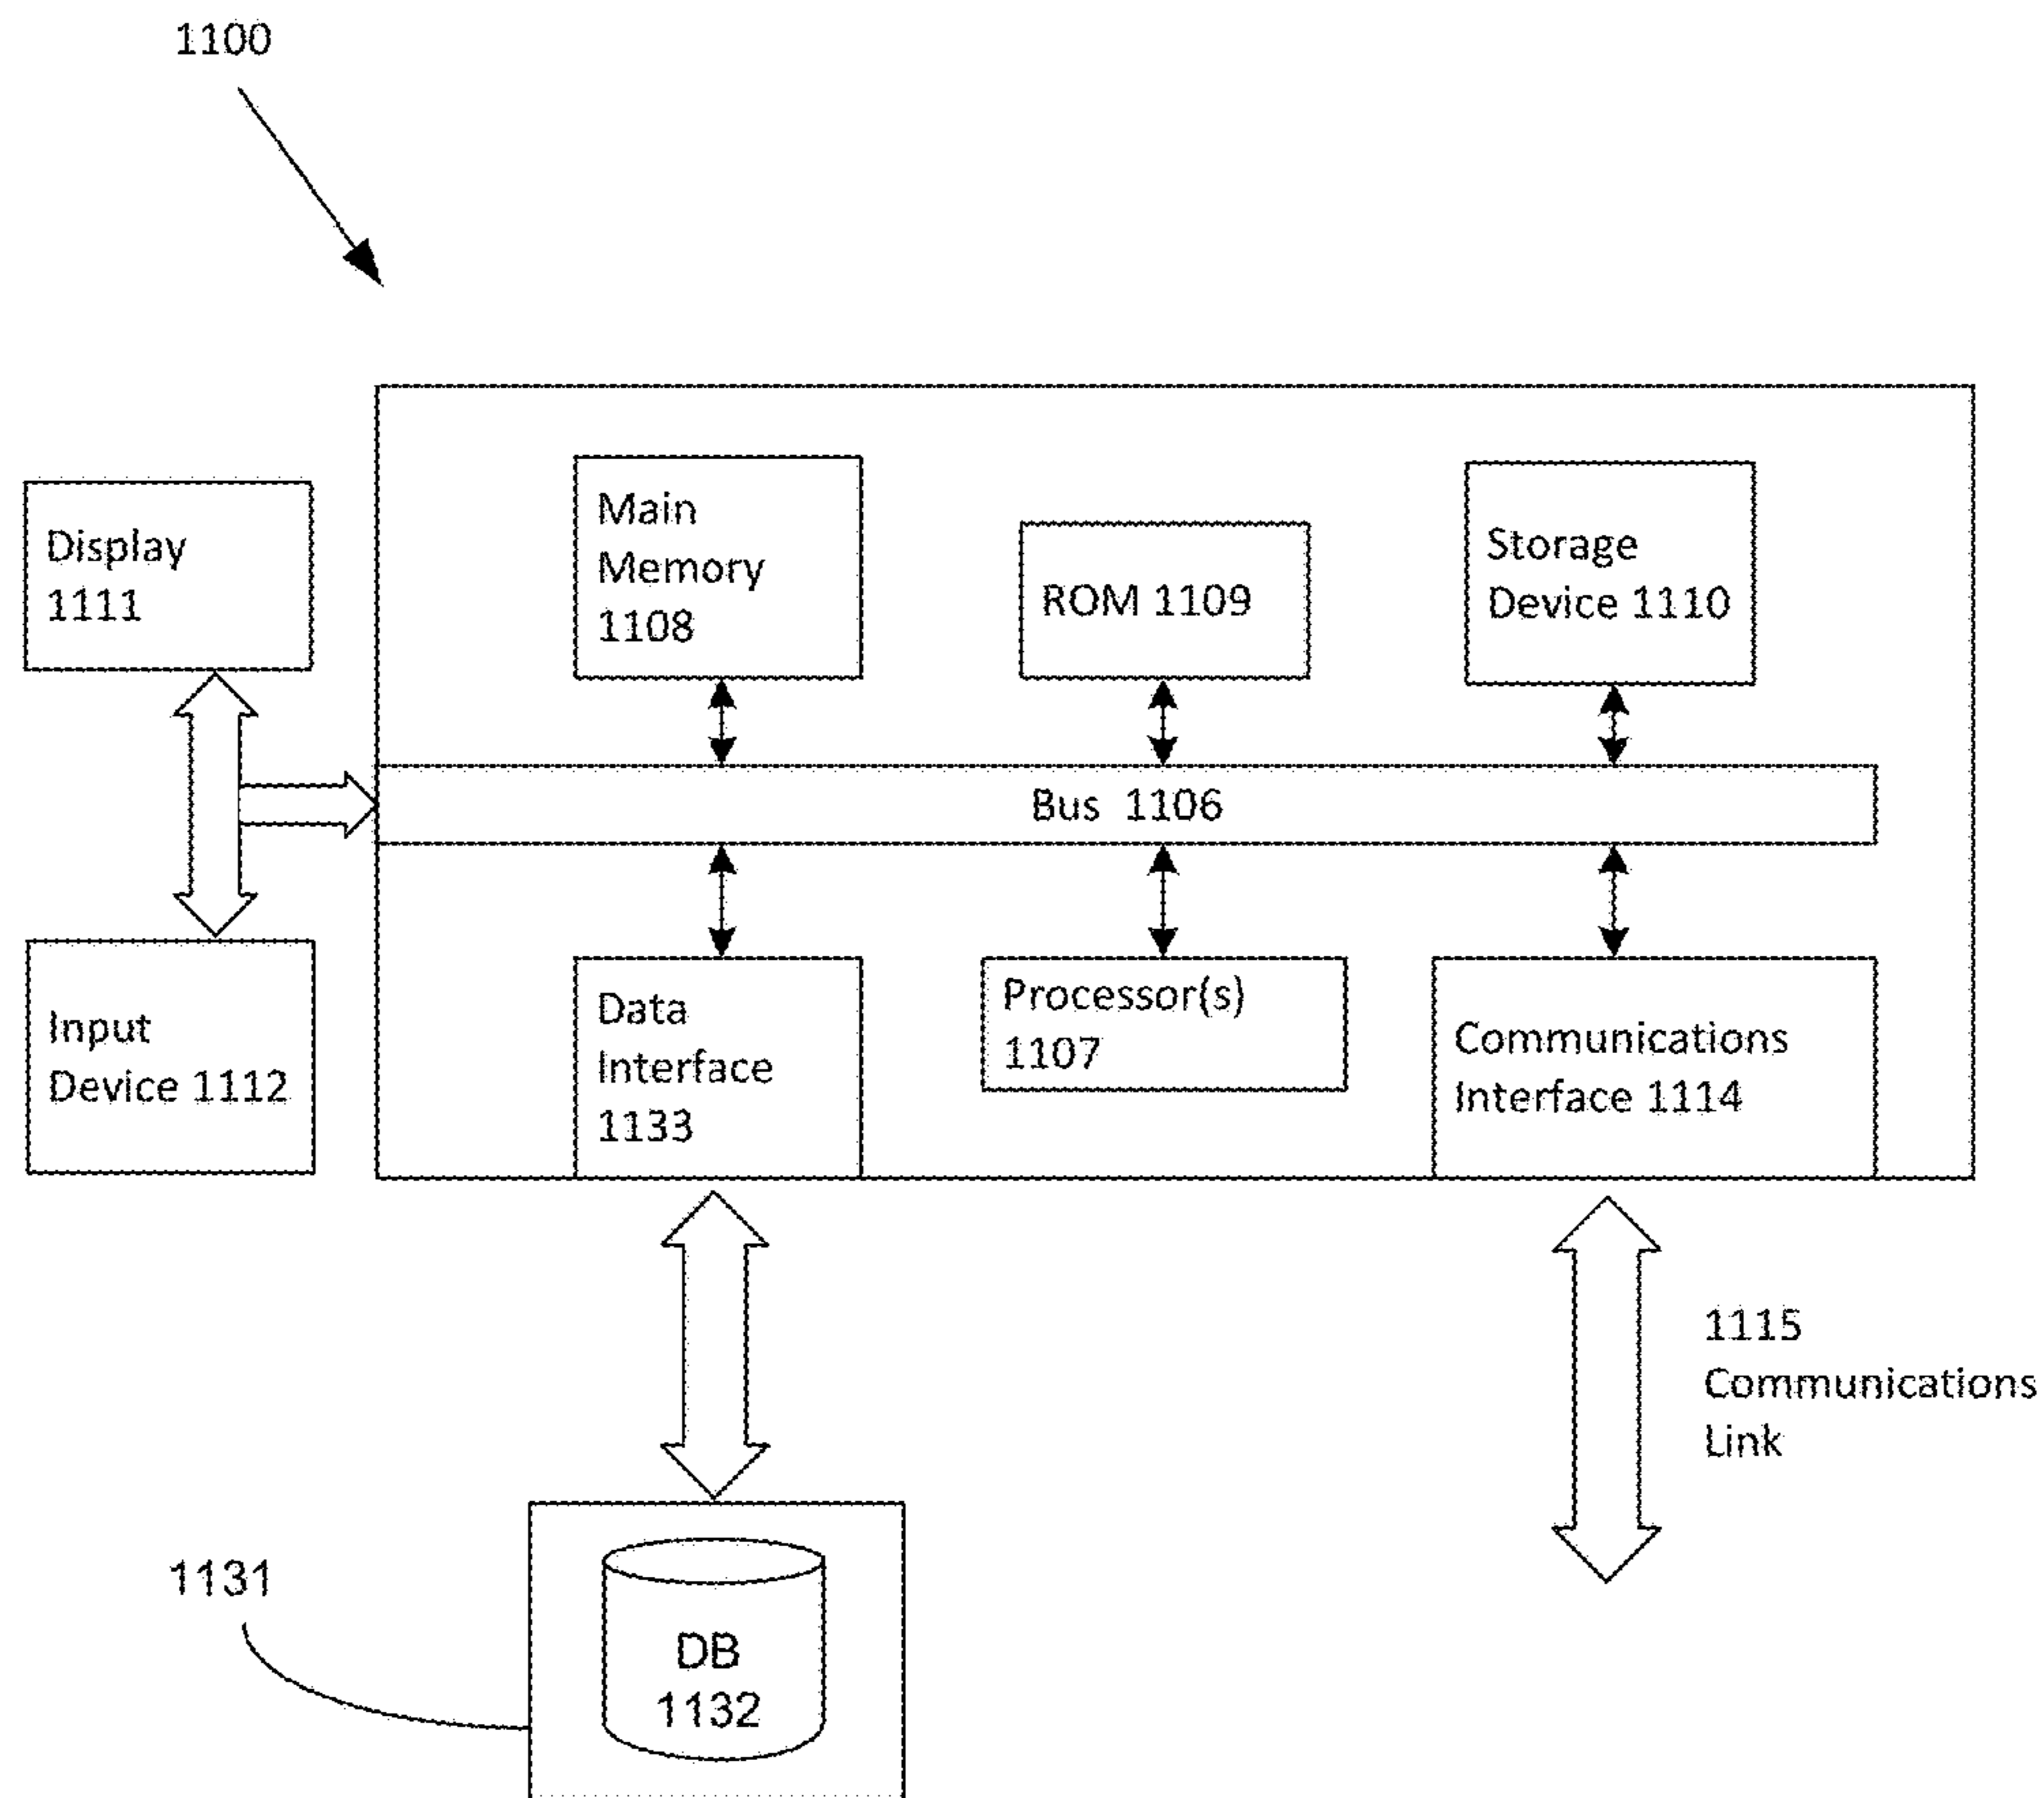 1100
Display
1111
Main
Memory
1108
ROM 1109
Storage
Device 1110
Bus 1106
Input
Device 1112
Data
Interface
1133
Processor(s)
1107
Communications
Interface 1114
1115
Communications
Link
1131
DB
1132